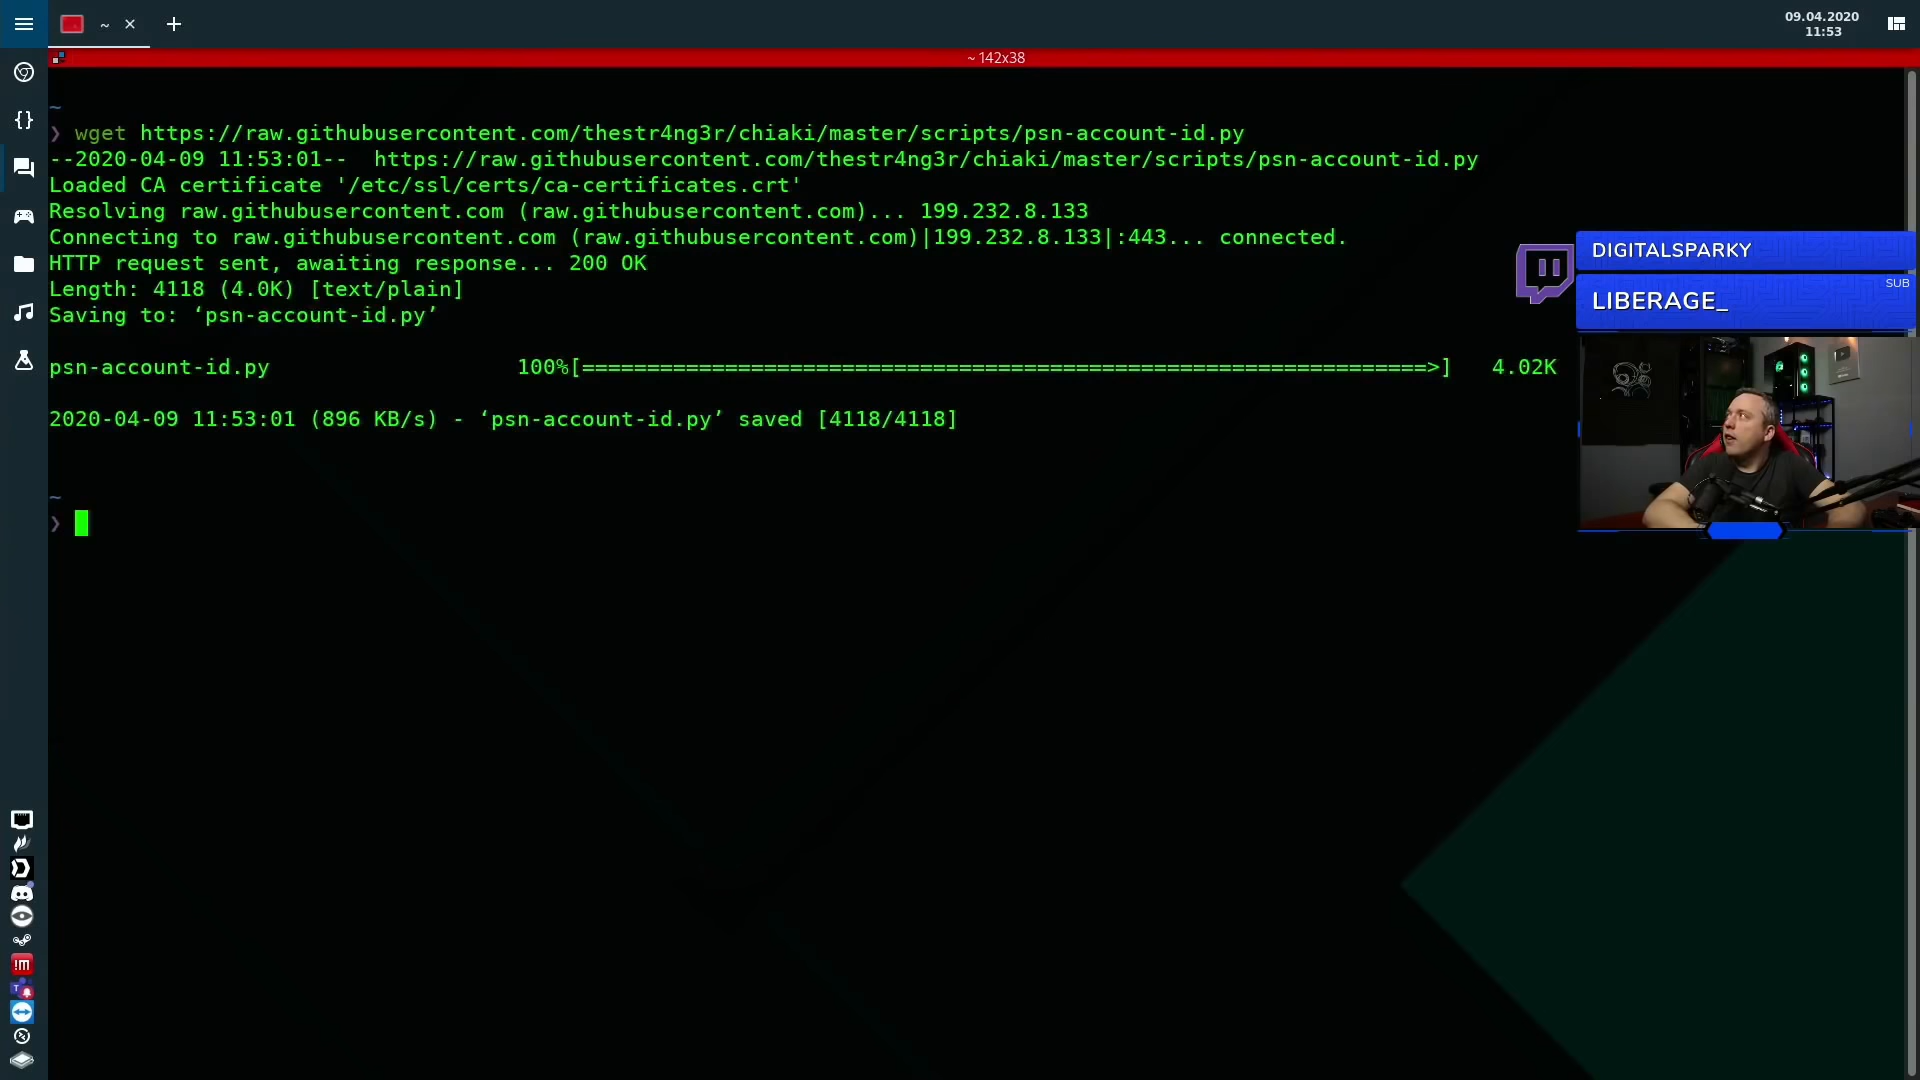 ~
09.04.2020
11:53
~ 142x38
~
❯ wget https://raw.githubusercontent.com/thestr4ng3r/chiaki/master/scripts/psn-account-id.py
--2020-04-09 11:53:01--  https://raw.githubusercontent.com/thestr4ng3r/chiaki/master/scripts/psn-account-id.py
Loaded CA certificate '/etc/ssl/certs/ca-certificates.crt'
Resolving raw.githubusercontent.com (raw.githubusercontent.com)... 199.232.8.133
Connecting to raw.githubusercontent.com (raw.githubusercontent.com)|199.232.8.133|:443... connected.
HTTP request sent, awaiting response... 200 OK
Length: 4118 (4.0K) [text/plain]
Saving to: ‘psn-account-id.py’
psn-account-id.py 100%[=================================================================>] 4.02K
2020-04-09 11:53:01 (896 KB/s) - ‘psn-account-id.py’ saved [4118/4118]
~
❯
DIGITALSPARKY
SUB
LIBERAGE_